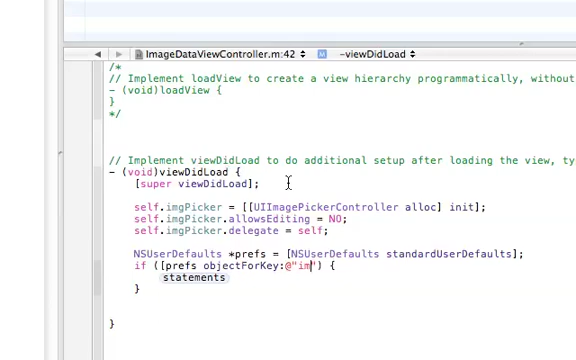 ImageDataViewController.m:42 -viewDidLoad
/*
// Implement loadView to create a view hierarchy programmatically, without
- (void)loadView {
}
*/
// Implement viewDidLoad to do additional setup after loading the view, ty
- (void)viewDidLoad {
[super viewDidLoad];
self.imgPicker = [[UIImagePickerController alloc] init];
self.imgPicker.allowsEditing = NO;
self.imgPicker.delegate = self;
NSUserDefaults *prefs = [NSUserDefaults standardUserDefaults];
if ([prefs objectForKey:@"im") {
statements
}
}